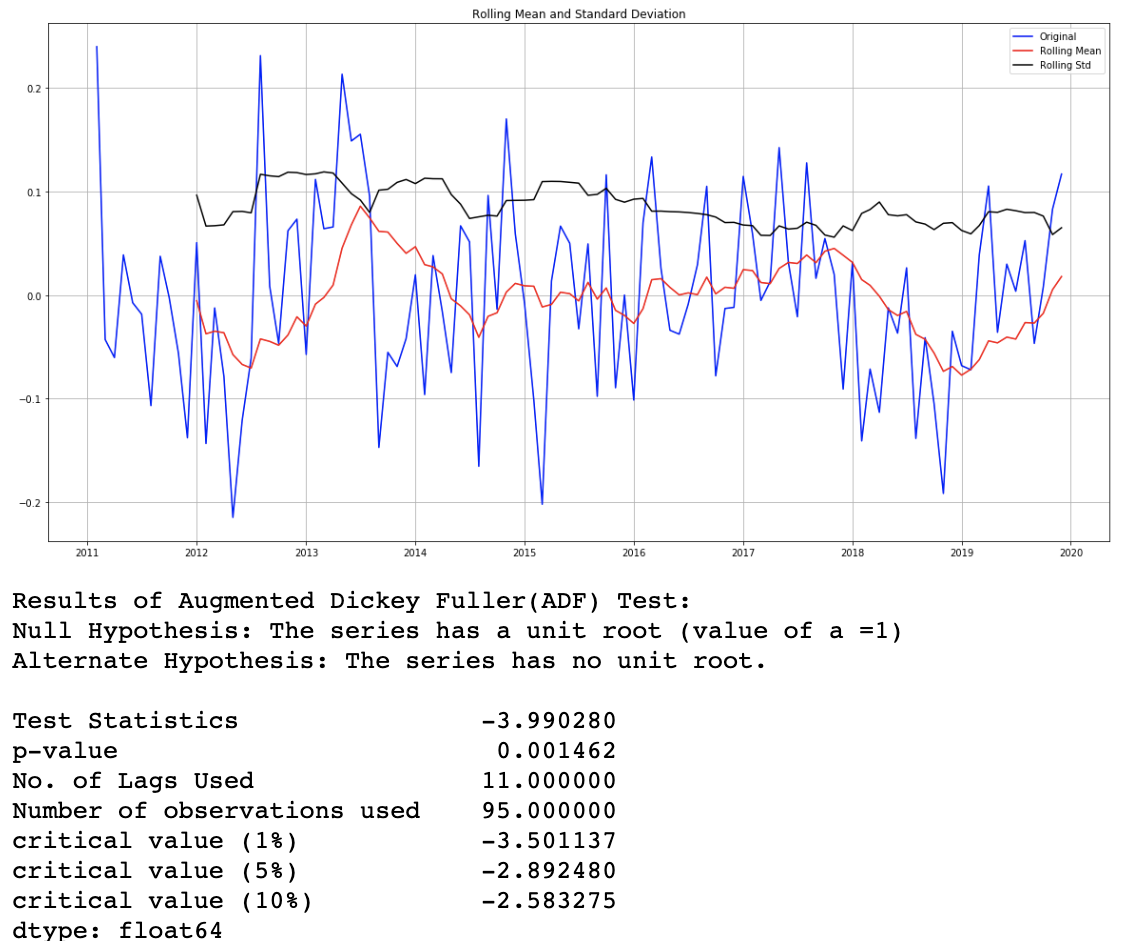 Rolling Mean and Standard Deviation
Original
Rolling Mean
Rolling Std
0.2
0.1
0.0
−0.1
−0.2
2011 2012 2013 2014 2015 2016 2017 2018 2019 2020
Results of Augmented Dickey Fuller(ADF) Test:
Null Hypothesis: The series has a unit root (value of a =1)
Alternate Hypothesis: The series has no unit root.
Test Statistics -3.990280
p-value 0.001462
No. of Lags Used 11.000000
Number of observations used 95.000000
critical value (1%) -3.501137
critical value (5%) -2.892480
critical value (10%) -2.583275
dtype: float64